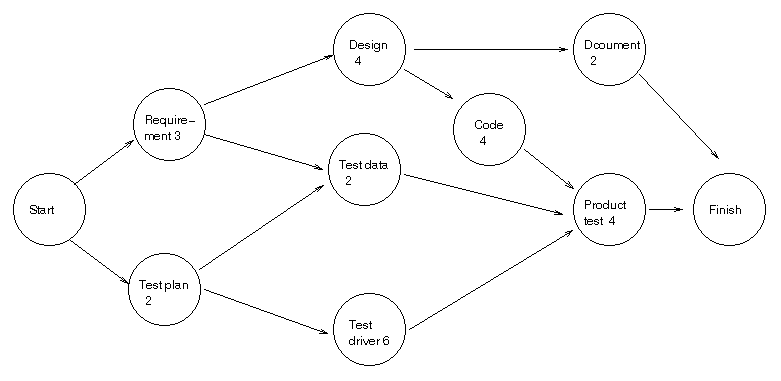 Design
4
Dcoument
2
Require-
ment 3
Code
4
Test data
2
Start
Product
test 4
Finish
Test plan
2
Test
driver 6